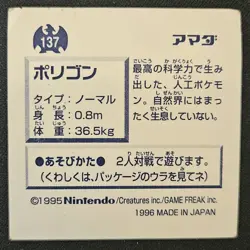 137
アマダ
ポリゴン
タイプ：ノーマル
身長：0.8m
体重：36.5kg
最高の科学力で生み
出した、人工ポケモ
ン。自然界にはまっ
たく生息していない。
●あそびかた● 2人対戦で遊びます。
(くわしくは、パッケージのウラを見てネ)
©1995 Nintendo/Creatures inc./GAME FREAK inc.
1996 MADE IN JAPAN